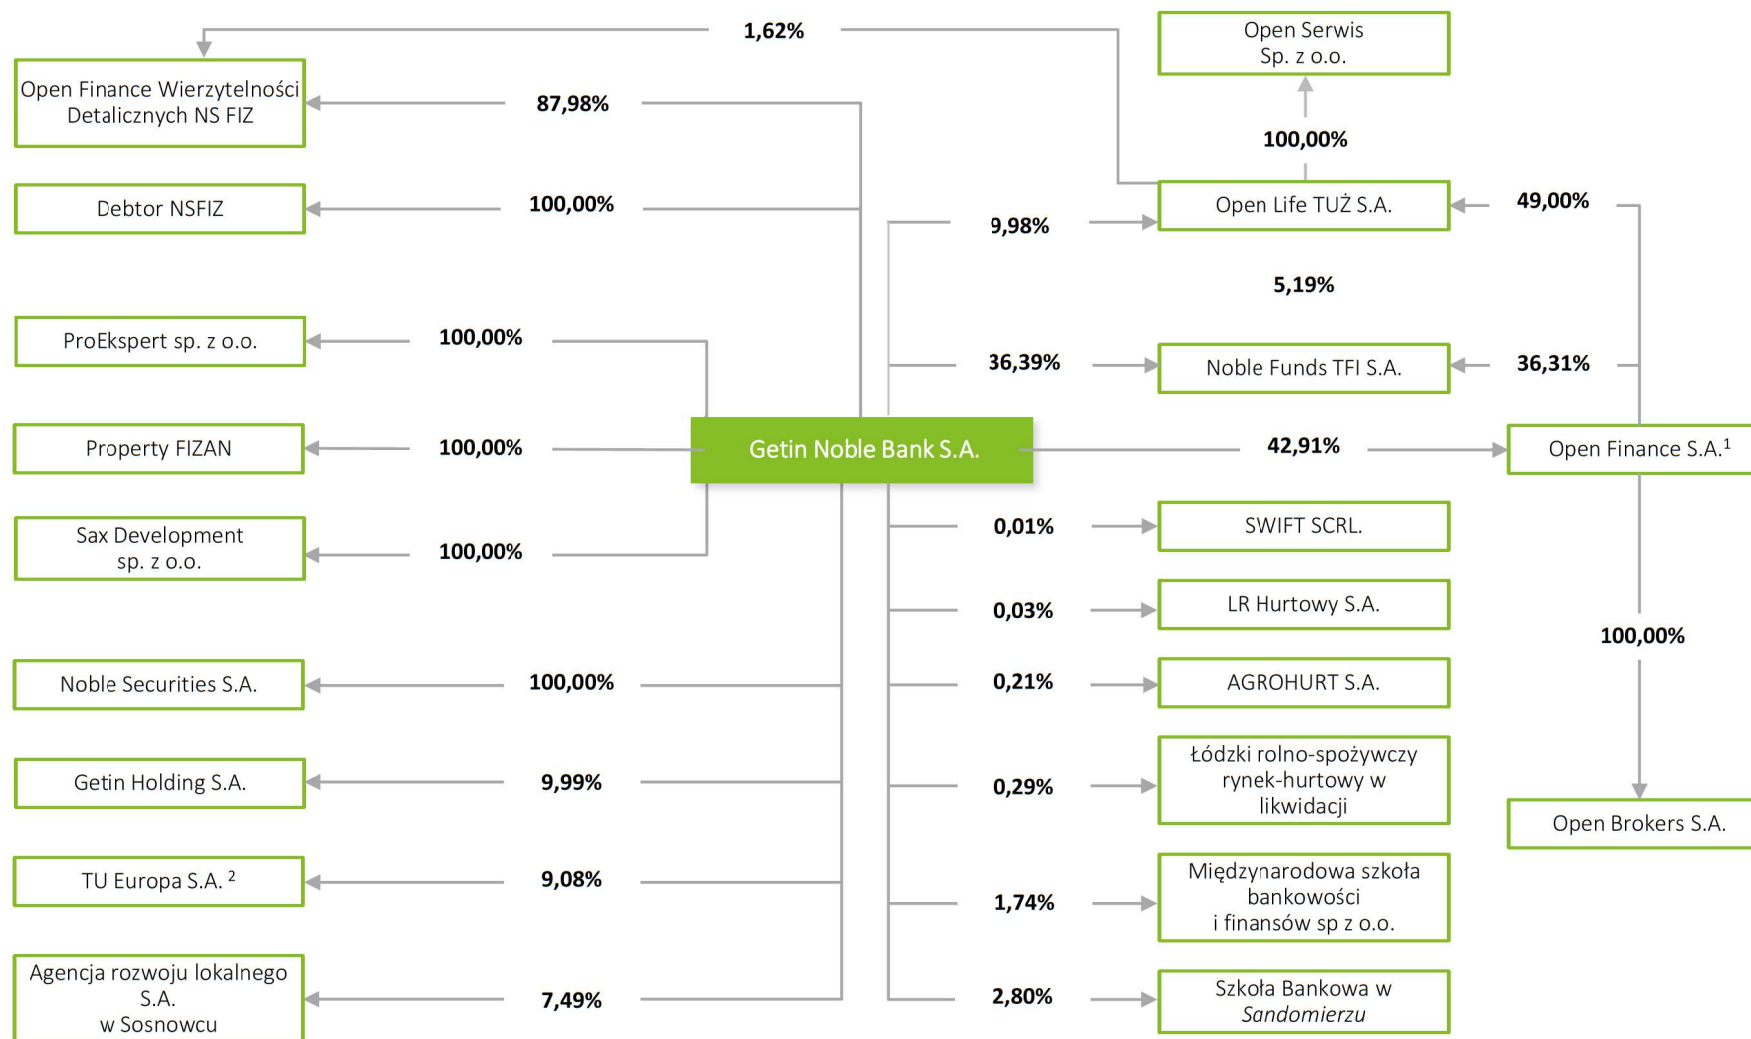 1,62%
Open Serwis
Sp. z o.o.
Open Finance Wierzytelności
Detalicznych NS FIZ
87,98%
100,00%
Debtor NSFIZ
100,00%
9,98%
Open Life TUŻ S.A.
49,00%
5,19%
ProEkspert sp. z o.o.
100,00%
36,39%
Noble Funds TFI S.A.
36,31%
Property FIZAN
100,00%
Getin Noble Bank S.A.
42,91%
Open Finance S.A.¹
Sax Development
sp. z o.o.
100,00%
0,01%
SWIFT SCRL.
0,03%
LR Hurtowy S.A.
100,00%
Noble Securities S.A.
100,00%
0,21%
AGROHURT S.A.
Getin Holding S.A.
9,99%
0,29%
Łódzki rolno-spożywczy
rynek-hurtowy w
likwidacji
Open Brokers S.A.
TU Europa S.A. ²
9,08%
1,74%
Międzynarodowa szkoła
bankowości
i finansów sp z o.o.
Agencja rozwoju lokalnego
S.A.
w Sosnowcu
7,49%
2,80%
Szkoła Bankowa w
Sandomierzu